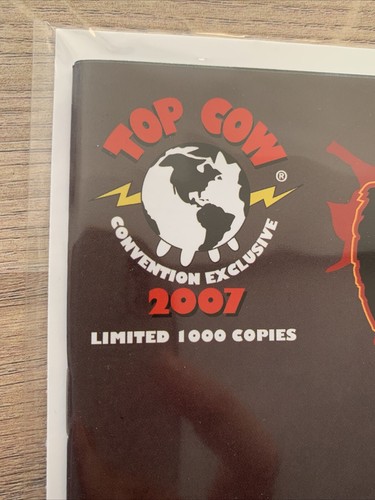 TOP COW
®
CONVENTION EXCLUSIVE
2007
LIMITED 1000 COPIES